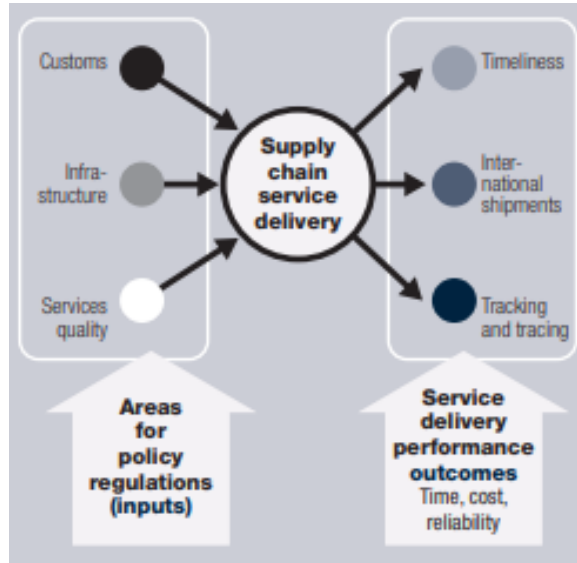 Customs
Infra-
structure
Services
quality
Supply
chain
service
delivery
Timeliness
Inter-
national
shipments
Tracking
and tracing
Areas
for
policy
regulations
(inputs)
Service
delivery
performance
outcomes
Time, cost,
reliability